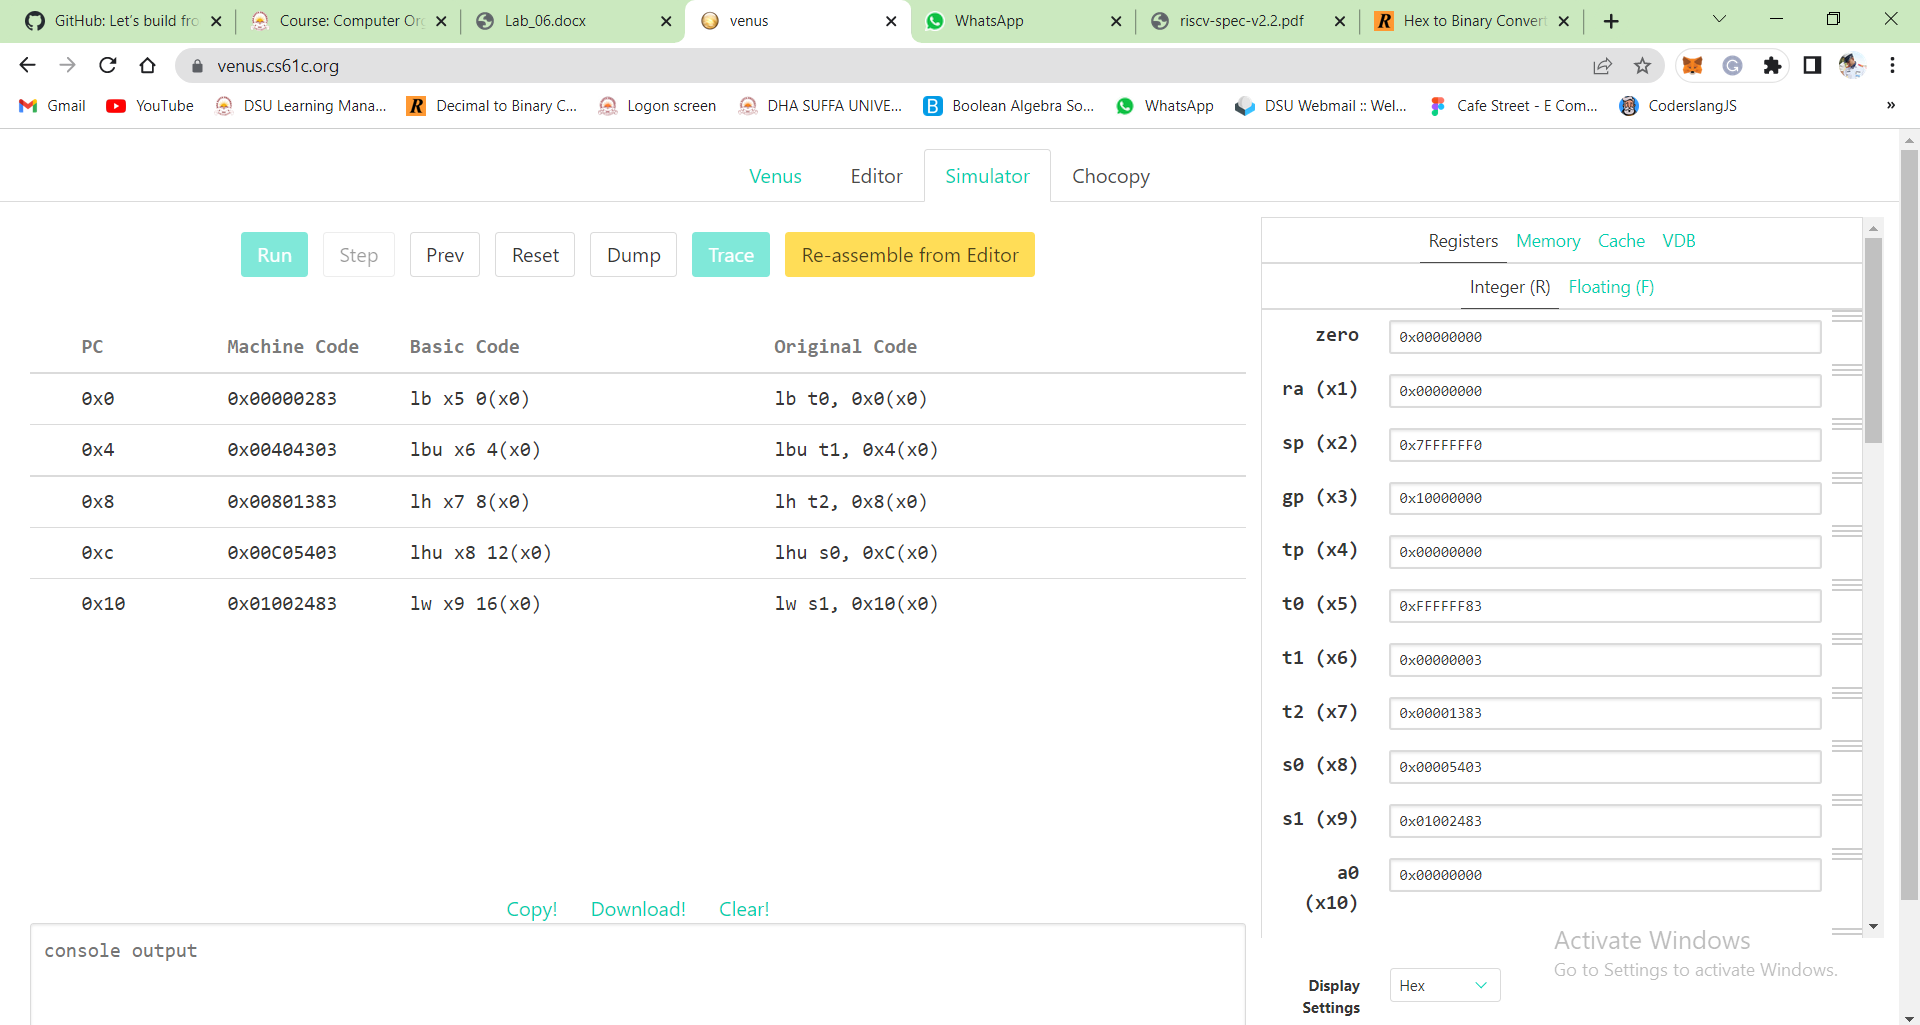 GitHub: Let's build fro
Course: Computer Org
Lab_06.docx
venus
WhatsApp
riscv-spec-v2.2.pdf
Hex to Binary Convert
venus.cs61c.org
Gmail
YouTube
DSU Learning Mana...
Decimal to Binary C...
Logon screen
DHA SUFFA UNIVE...
Boolean Algebra So...
WhatsApp
DSU Webmail :: Wel...
Cafe Street - E Com...
CoderslangJS
»
Venus Editor Simulator Chocopy
Run Step Prev Reset Dump Trace Re-assemble from Editor
PC Machine Code Basic Code Original Code
0x0 0x00000283 lb x5 0(x0) lb t0, 0x0(x0)
0x4 0x00404303 lbu x6 4(x0) lbu t1, 0x4(x0)
0x8 0x00801383 lh x7 8(x0) lh t2, 0x8(x0)
0xc 0x00C05403 lhu x8 12(x0) lhu s0, 0xC(x0)
0x10 0x01002483 lw x9 16(x0) lw s1, 0x10(x0)
Copy! Download! Clear!
console output
Registers Memory Cache VDB
Integer (R) Floating (F)
zero 0x00000000
ra (x1) 0x00000000
sp (x2) 0x7FFFFFF0
gp (x3) 0x10000000
tp (x4) 0x00000000
t0 (x5) 0xFFFFFF83
t1 (x6) 0x00000003
t2 (x7) 0x00001383
s0 (x8) 0x00005403
s1 (x9) 0x01002483
a0 0x00000000
(x10)
Activate Windows
Go to Settings to activate Windows.
Display Hex
Settings